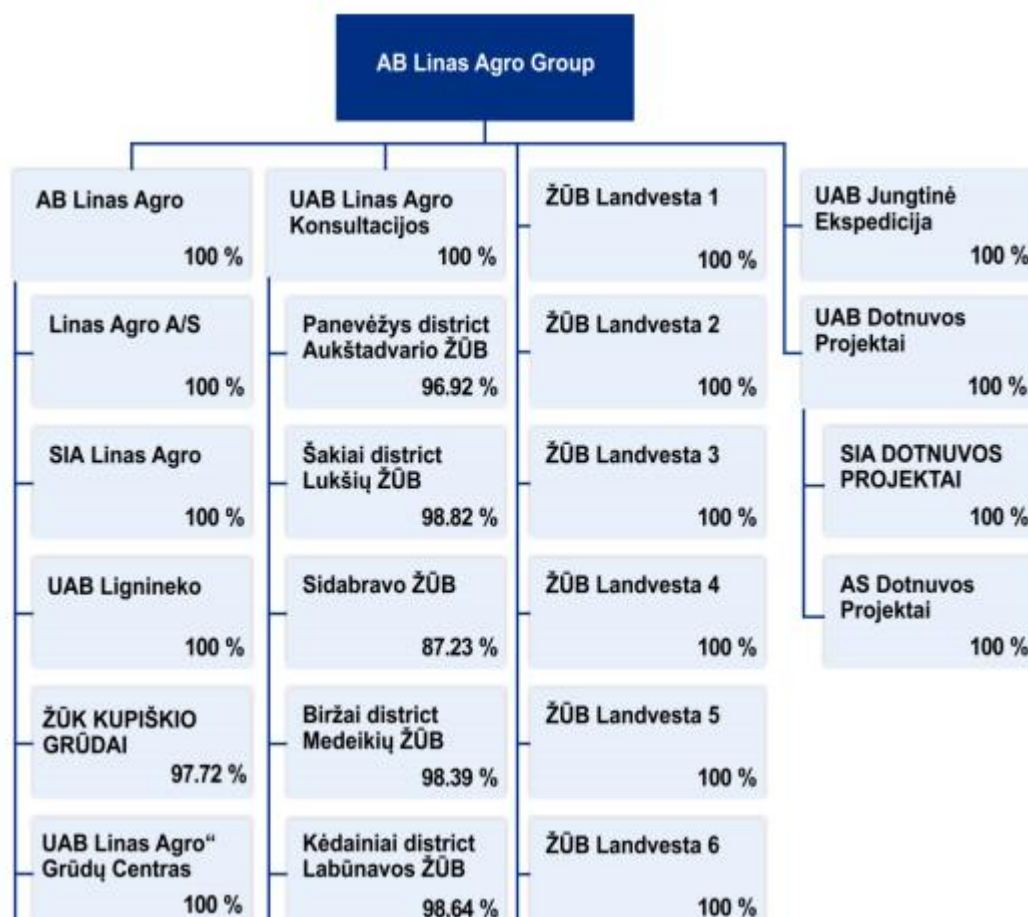 AB Linas Agro Group
AB Linas Agro
100 %
Linas Agro A/S
100 %
SIA Linas Agro
100 %
UAB Lignineko
100 %
ŽŪK KUPIŠKIO
GRŪDAI
97.72 %
UAB Linas Agro“
Grūdų Centras
100 %
UAB Linas Agro
Konsultacijos
100 %
Panevėžys district
Aukštadvario ŽŪB
96.92 %
Šakiai district
Lukšių ŽŪB
98.82 %
Sidabravo ŽŪB
87.23 %
Biržai district
Medeikių ŽŪB
98.39 %
Kėdainiai district
Labūnavos ŽŪB
98.64 %
ŽŪB Landvesta 1
100 %
ŽŪB Landvesta 2
100 %
ŽŪB Landvesta 3
100 %
ŽŪB Landvesta 4
100 %
ŽŪB Landvesta 5
100 %
ŽŪB Landvesta 6
100 %
UAB Jungtinė
Ekspedicija
100 %
UAB Dotnuvos
Projektai
100 %
SIA DOTNUVOS
PROJEKTAI
100 %
AS Dotnuvos
Projektai
100 %